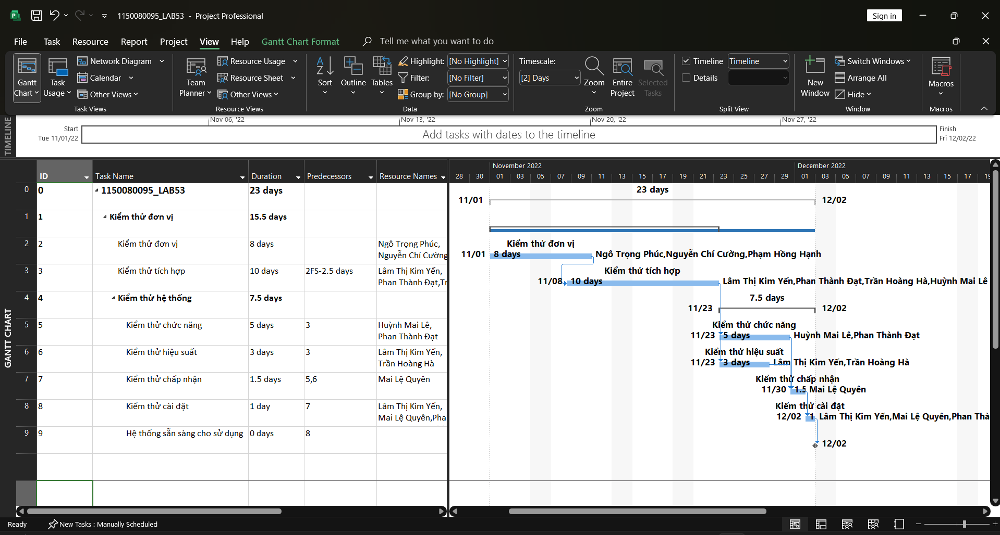 1150080095_LAB53 - Project Professional
Sign in
File Task Resource Report Project View Help Gantt Chart Format Tell me what you want to do
Gantt Chart
Task Usage
Network Diagram
Calendar
Other Views
Task Views
Team Planner
Resource Usage
Resource Sheet
Other Views
Resource Views
Sort
Outline
Tables
Highlight: [No Highlight]
Filter: [No Filter]
Group by: [No Group]
Data
Timescale:
[2] Days
Zoom
Entire Project
Selected Tasks
Zoom
Timeline Timeline
Details
Split View
New Window
Switch Windows
Arrange All
Hide
Window
Macros
Macros
TIMELINE
Nov 06, '22 Nov 13, '22 Nov 20, '22 Nov 27, '22
Start
Tue 11/01/22
Add tasks with dates to the timeline
Finish
Fri 12/02/22
GANTT CHART
ID Task Name Duration Predecessors Resource Names
0 0 1150080095_LAB53 23 days
1 1 Kiểm thử đơn vị 15.5 days
2 2 Kiểm thử đơn vị 8 days Ngô Trọng Phúc,
Nguyễn Chí Cường
3 3 Kiểm thử tích hợp 10 days 2FS-2.5 days Lâm Thị Kim Yến,
Phan Thành Đạt,Tr
4 4 Kiểm thử hệ thống 7.5 days
5 5 Kiểm thử chức năng 5 days 3 Huỳnh Mai Lê,
Phan Thành Đạt
6 6 Kiểm thử hiệu suất 3 days 3 Lâm Thị Kim Yến,
Trần Hoàng Hà
7 7 Kiểm thử chấp nhận 1.5 days 5,6 Mai Lệ Quyên
8 8 Kiểm thử cài đặt 1 day 7 Lâm Thị Kim Yến,
Mai Lệ Quyên,Pha
9 9 Hệ thống sẵn sàng cho sử dụng 0 days 8
November 2022 December 2022
28 30 01 03 05 07 09 11 13 15 17 19 21 23 25 27 29 01 03 05 07 09 11 13 15 17 19
23 days
11/01 12/02
Kiểm thử đơn vị
11/01 8 days Ngô Trọng Phúc,Nguyễn Chí Cường,Phạm Hồng Hạnh
Kiểm thử tích hợp
11/08 10 days Lâm Thị Kim Yến,Phan Thành Đạt,Trần Hoàng Hà,Huỳnh Mai Lê
7.5 days
11/23 12/02
Kiểm thử chức năng
11/23 5 days Huỳnh Mai Lê,Phan Thành Đạt
Kiểm thử hiệu suất
11/23 3 days Lâm Thị Kim Yến,Trần Hoàng Hà
Kiểm thử chấp nhận
11/30 1.5 Mai Lệ Quyên
Kiểm thử cài đặt
12/02 1 Lâm Thị Kim Yến,Mai Lệ Quyên,Phan Thà
12/02
Ready New Tasks : Manually Scheduled